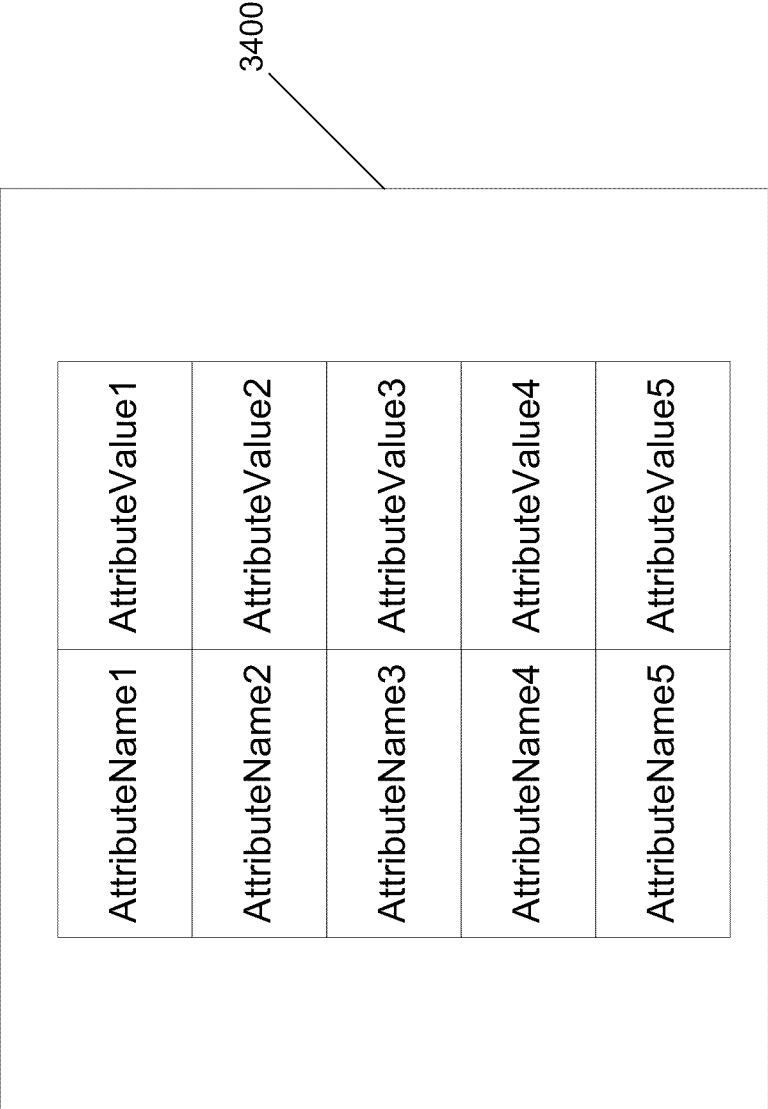 3400
AttributeName1 AttributeValue1
AttributeName2 AttributeValue2
AttributeName3 AttributeValue3
AttributeName4 AttributeValue4
AttributeName5 AttributeValue5